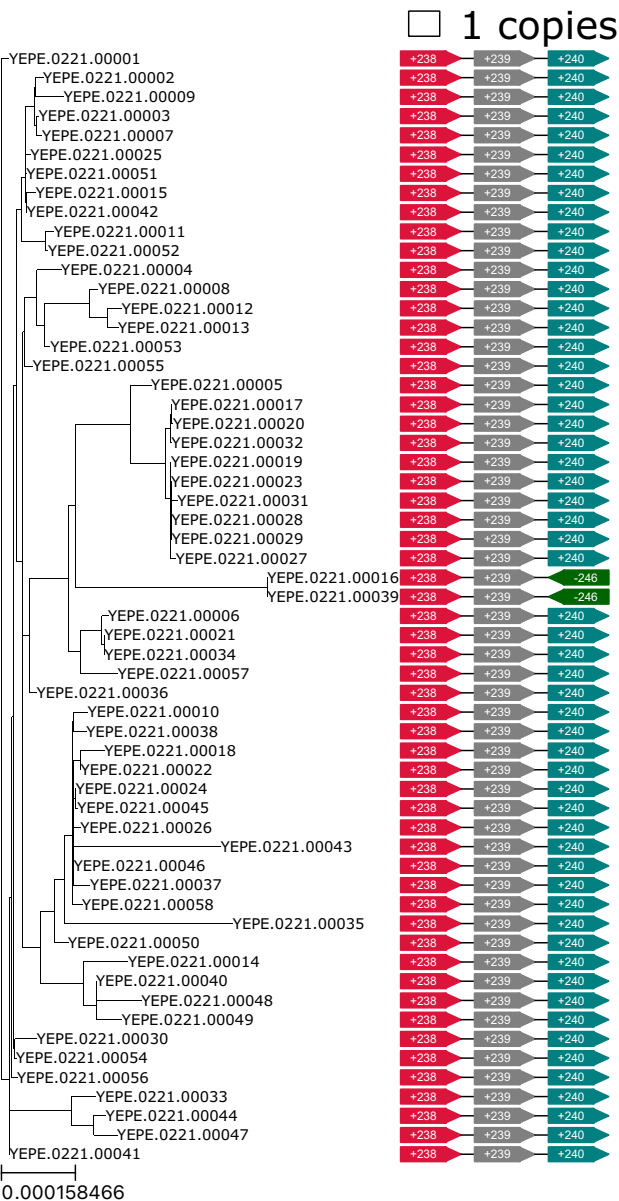 1 copies
YEPE.0221.00001 +238 +239 +240
YEPE.0221.00002 +238 +239 +240
YEPE.0221.00009 +238 +239 +240
YEPE.0221.00003 +238 +239 +240
YEPE.0221.00007 +238 +239 +240
YEPE.0221.00025 +238 +239 +240
YEPE.0221.00051 +238 +239 +240
YEPE.0221.00015 +238 +239 +240
YEPE.0221.00042 +238 +239 +240
YEPE.0221.00011 +238 +239 +240
YEPE.0221.00052 +238 +239 +240
YEPE.0221.00004 +238 +239 +240
YEPE.0221.00008 +238 +239 +240
YEPE.0221.00012 +238 +239 +240
YEPE.0221.00013 +238 +239 +240
YEPE.0221.00053 +238 +239 +240
YEPE.0221.00055 +238 +239 +240
YEPE.0221.00005 +238 +239 +240
YEPE.0221.00017 +238 +239 +240
YEPE.0221.00020 +238 +239 +240
YEPE.0221.00032 +238 +239 +240
YEPE.0221.00019 +238 +239 +240
YEPE.0221.00023 +238 +239 +240
YEPE.0221.00031 +238 +239 +240
YEPE.0221.00028 +238 +239 +240
YEPE.0221.00029 +238 +239 +240
YEPE.0221.00027 +238 +239 +240
YEPE.0221.00016 +238 +239 -246
YEPE.0221.00039 +238 +239 -246
YEPE.0221.00006 +238 +239 +240
YEPE.0221.00021 +238 +239 +240
YEPE.0221.00034 +238 +239 +240
YEPE.0221.00057 +238 +239 +240
YEPE.0221.00036 +238 +239 +240
YEPE.0221.00010 +238 +239 +240
YEPE.0221.00038 +238 +239 +240
YEPE.0221.00018 +238 +239 +240
YEPE.0221.00022 +238 +239 +240
YEPE.0221.00024 +238 +239 +240
YEPE.0221.00045 +238 +239 +240
YEPE.0221.00026 +238 +239 +240
YEPE.0221.00043 +238 +239 +240
YEPE.0221.00046 +238 +239 +240
YEPE.0221.00037 +238 +239 +240
YEPE.0221.00058 +238 +239 +240
YEPE.0221.00035 +238 +239 +240
YEPE.0221.00050 +238 +239 +240
YEPE.0221.00014 +238 +239 +240
YEPE.0221.00040 +238 +239 +240
YEPE.0221.00048 +238 +239 +240
YEPE.0221.00049 +238 +239 +240
YEPE.0221.00030 +238 +239 +240
YEPE.0221.00054 +238 +239 +240
YEPE.0221.00056 +238 +239 +240
YEPE.0221.00033 +238 +239 +240
YEPE.0221.00044 +238 +239 +240
YEPE.0221.00047 +238 +239 +240
YEPE.0221.00041 +238 +239 +240
0.000158466